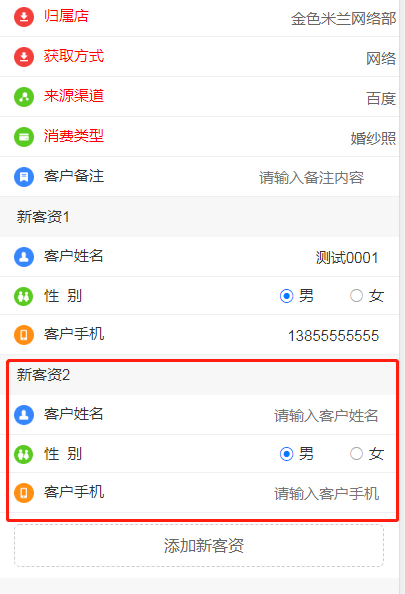 归属店 金色米兰网络部
获取方式 网络
来源渠道 百度
消费类型 婚纱照
客户备注 请输入备注内容
新客资1
客户姓名 测试0001
性 别 男 女
客户手机 13855555555
新客资2
客户姓名 请输入客户姓名
性 别 男 女
客户手机 请输入客户手机
添加新客资